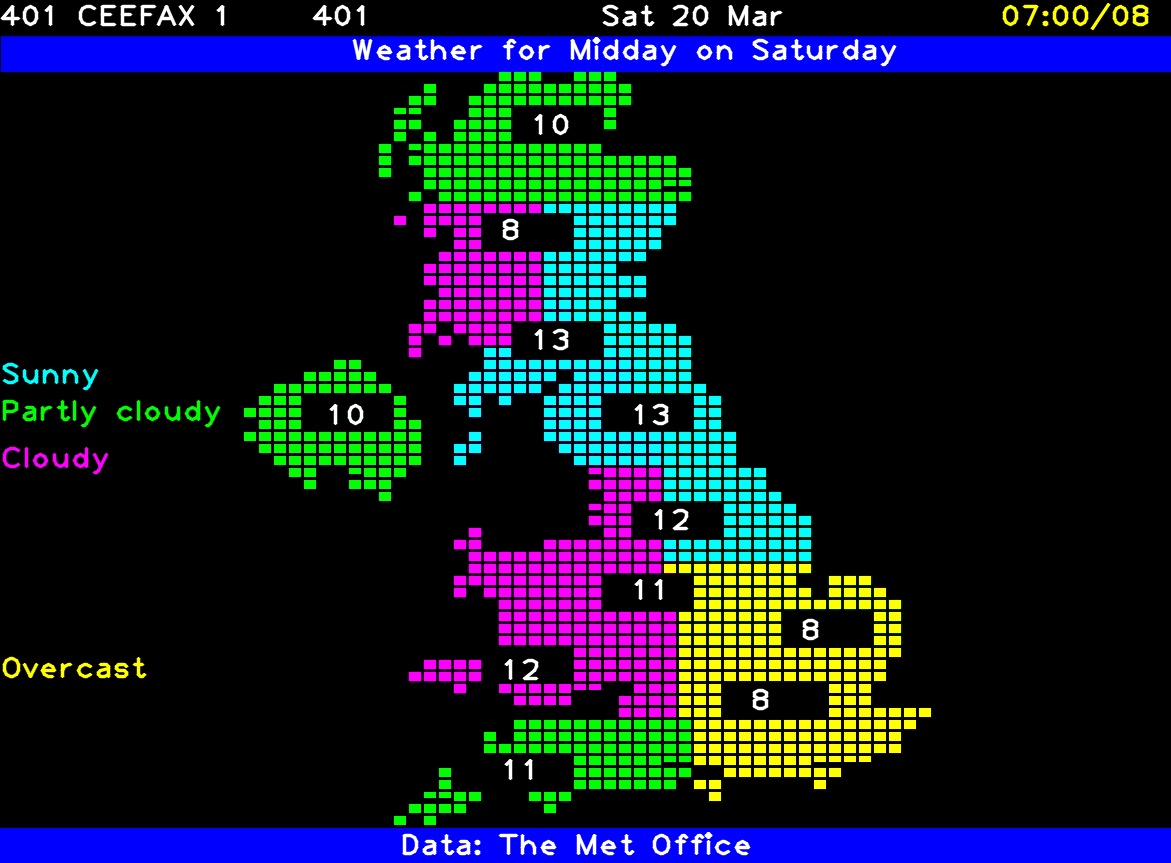 401 CEEFAX 1 401 Sat 20 Mar 07:00/08
Weather for Midday on Saturday
10
8
13
Sunny
Partly cloudy 10 13
Cloudy
12
11
8
Overcast 12
8
11
Data: The Met Office